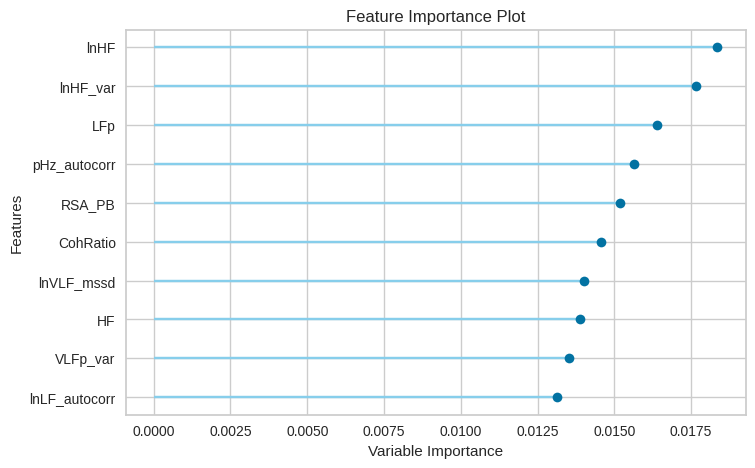 Feature Importance Plot
lnHF
lnHF_var
LFp
pHz_autocorr
RSA_PB
CohRatio
lnVLF_mssd
HF
VLFp_var
lnLF_autocorr
Features
0.0000 0.0025 0.0050 0.0075 0.0100 0.0125 0.0150 0.0175
Variable Importance